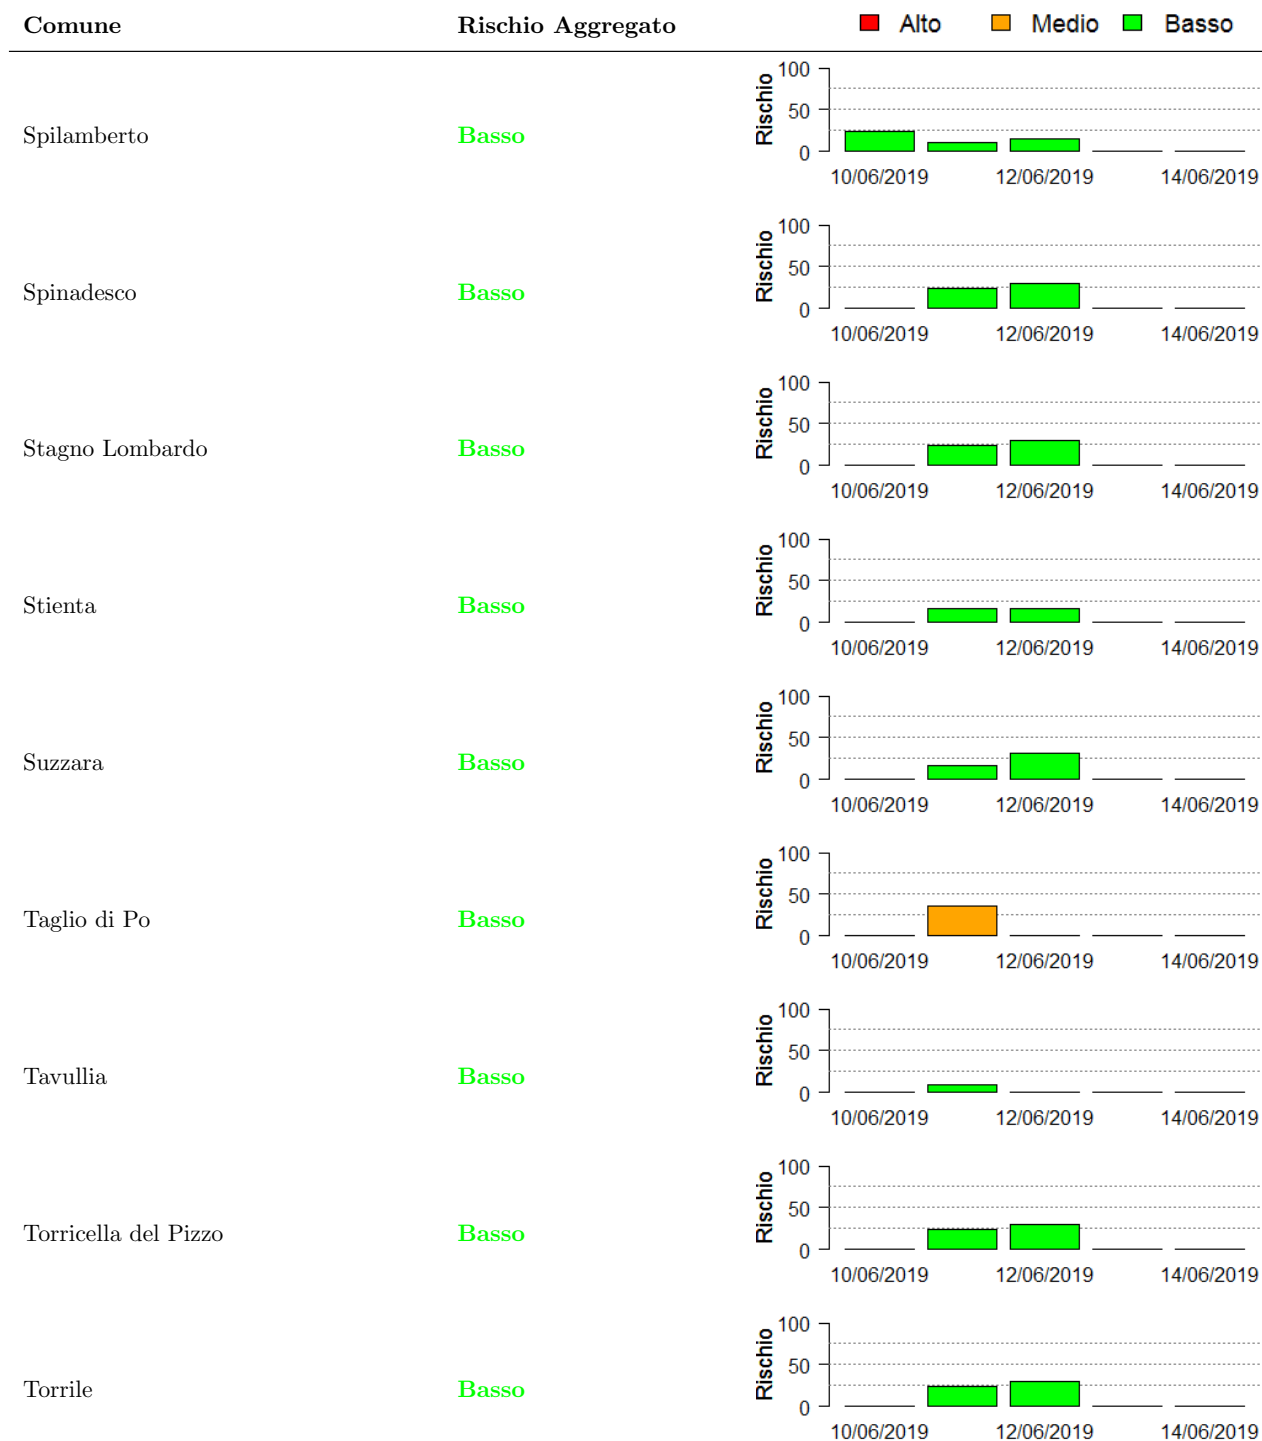 Comune Rischio Aggregato Alto Medio Basso
Spilamberto Basso Rischio 100 50 0
10/06/2019 12/06/2019 14/06/2019
Spinadesco Basso Rischio 100 50 0
10/06/2019 12/06/2019 14/06/2019
Stagno Lombardo Basso Rischio 100 50 0
10/06/2019 12/06/2019 14/06/2019
Stienta Basso Rischio 100 50 0
10/06/2019 12/06/2019 14/06/2019
Suzzara Basso Rischio 100 50 0
10/06/2019 12/06/2019 14/06/2019
Taglio di Po Basso Rischio 100 50 0
10/06/2019 12/06/2019 14/06/2019
Tavullia Basso Rischio 100 50 0
10/06/2019 12/06/2019 14/06/2019
Torricella del Pizzo Basso Rischio 100 50 0
10/06/2019 12/06/2019 14/06/2019
Torrile Basso Rischio 100 50 0
10/06/2019 12/06/2019 14/06/2019